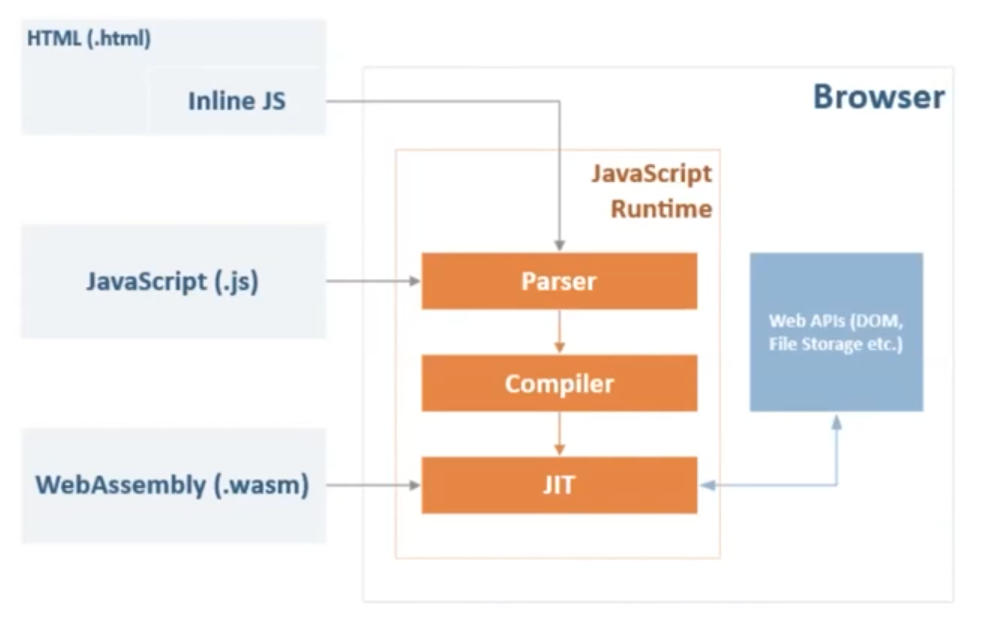 HTML (.html)
Inline JS
Browser
JavaScript
Runtime
JavaScript (.js)
Parser
Web APIs (DOM,
File Storage etc.)
Compiler
WebAssembly (.wasm)
JIT